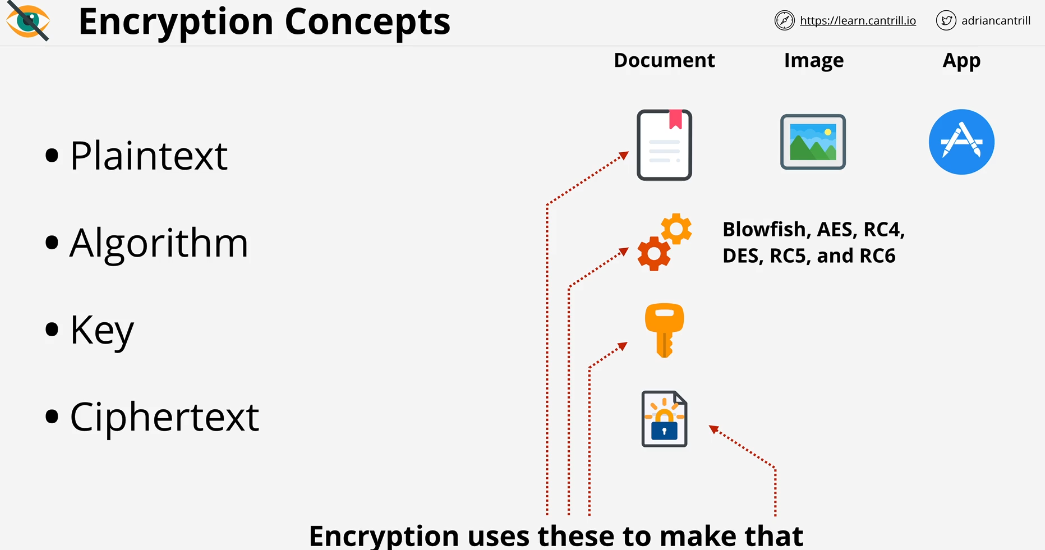 Encryption Concepts
https://learn.cantrill.io
adriancantrill
Document
Image
App
• Plaintext
• Algorithm
Blowfish, AES, RC4,
DES, RC5, and RC6
• Key
• Ciphertext
Encryption uses these to make that